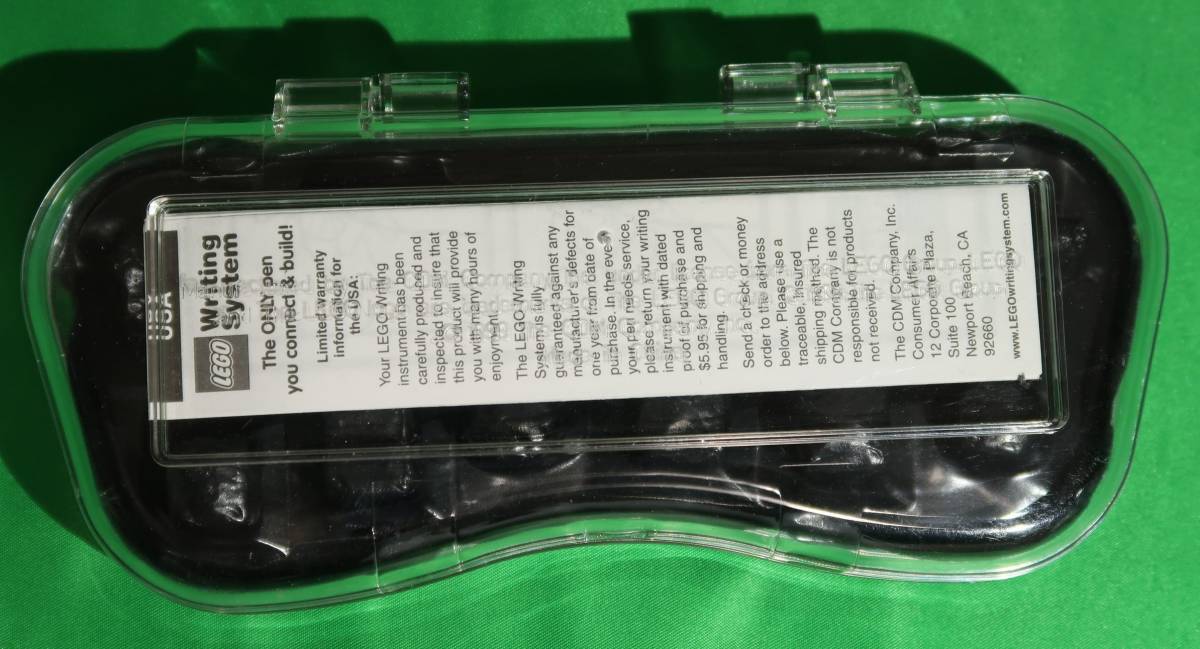 USA
LEGO
Writing
System
The ONLY pen
you connect & build!
Limited warranty
information for
the USA:
Your LEGO Writing
instrument has been
carefully produced and
inspected to insure that
this product will provide
you with many hours of
enjoyment.
The LEGO Writing
System is fully
guaranteed against any
manufacturer's defects for
one year from date of
purchase. In the event
your pen needs service,
please return your writing
instrument with dated
proof of purchase and
$5.95 for shipping and
handling.
Send a check or money
order to the address
below. Please use a
traceable, insured
shipping method. The
CDM Company is not
responsible for products
not received.
The CDM Company, Inc.
Consumer Affairs
12 Corporate Plaza,
Suite 100
Newport Beach, CA
92660
www.LEGOwritingsystem.com